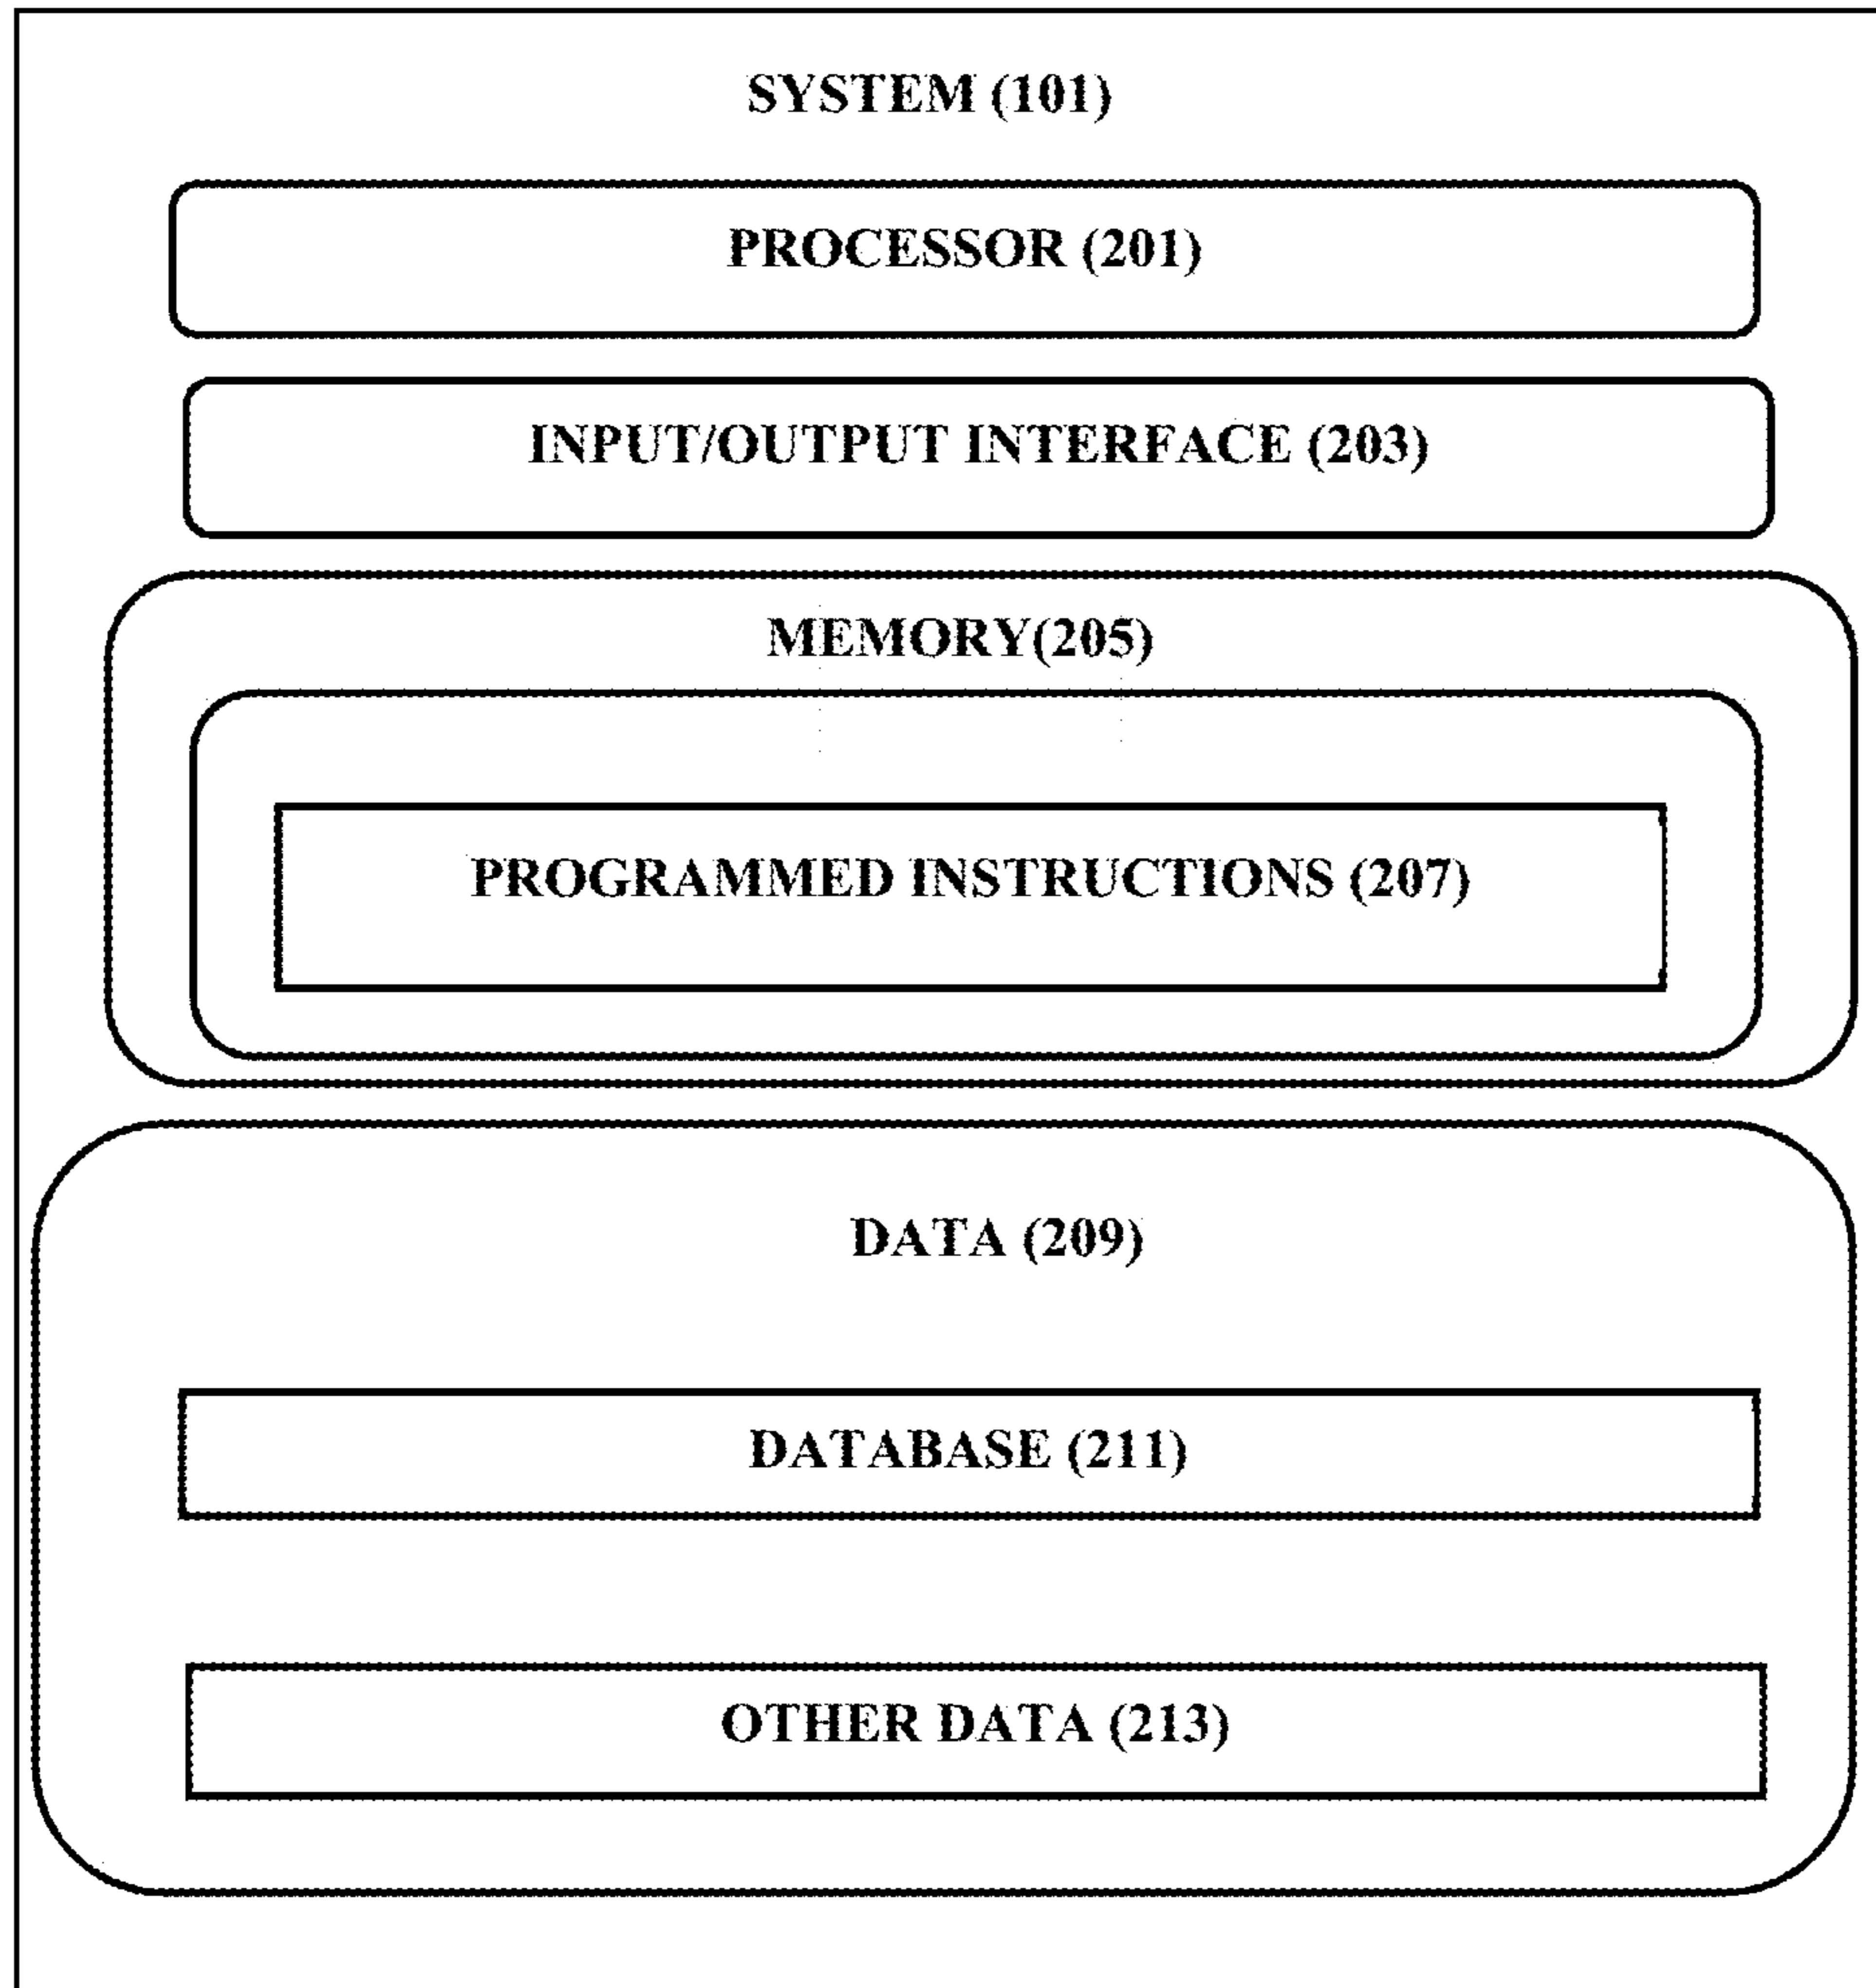 SYSTEM (101)
PROCESSOR (201)
INPUT/OUTPUT INTERFACE (203)
MEMORY(205)
PROGRAMMED INSTRUCTIONS (207)
DATA (209)
DATABASE (211)
OTHER DATA (213)